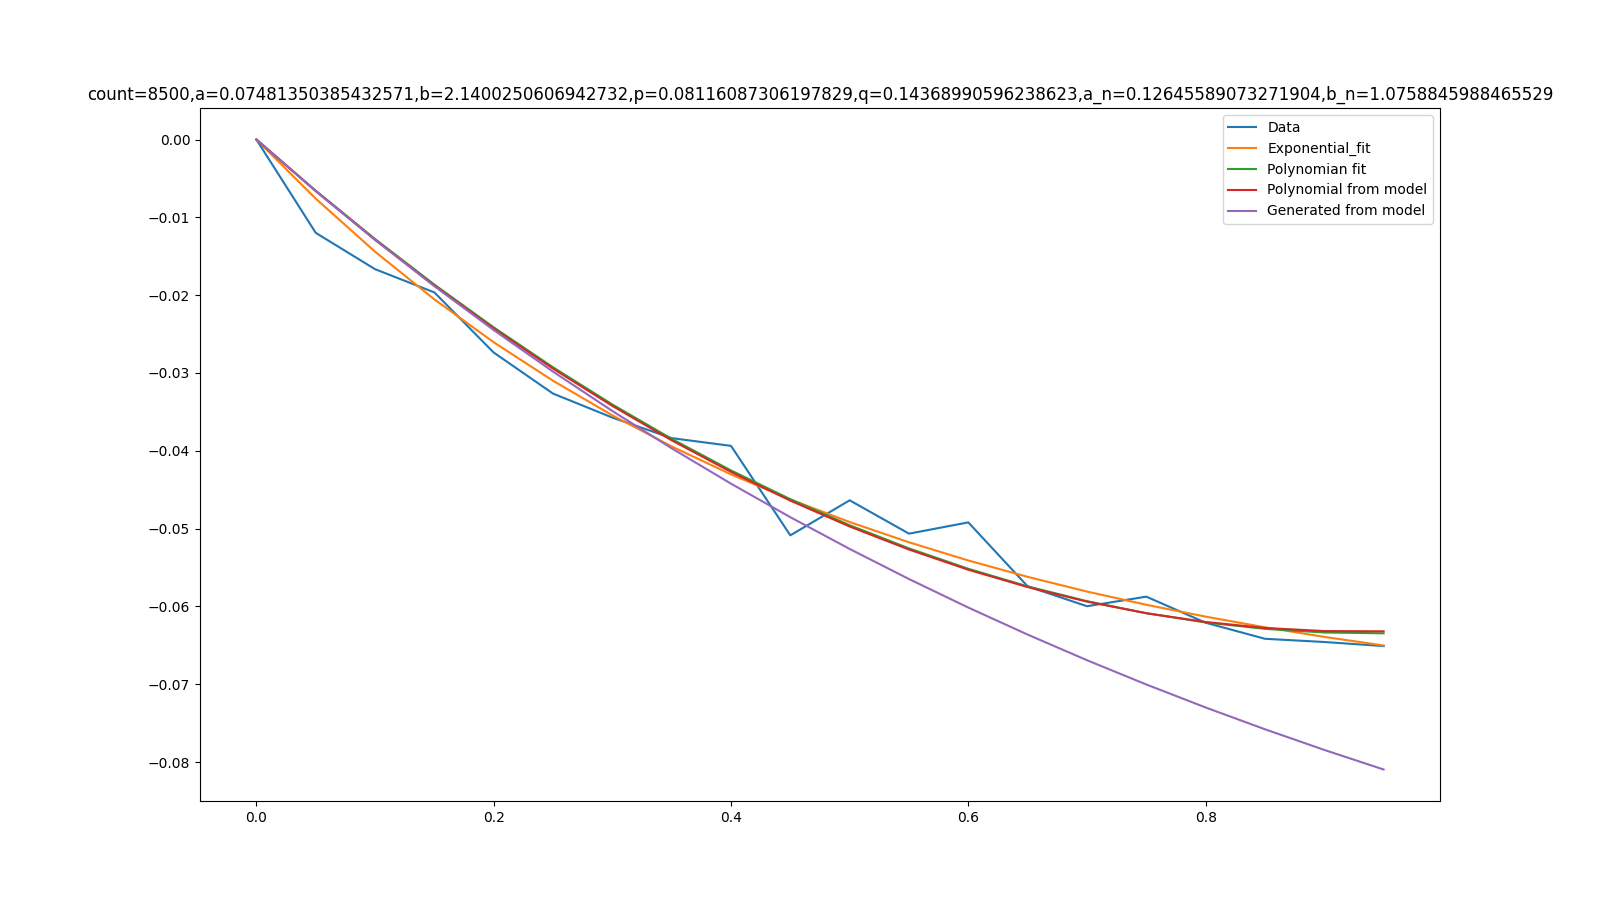 count=8500,a=0.07481350385432571,b=2.1400250606942732,p=0.08116087306197829,q=0.14368990596238623,a_n=0.12645589073271904,b_n=1.0758845988465529
Data
Exponential_fit
Polynomian fit
Polynomial from model
Generated from model
0.00
−0.01
−0.02
−0.03
−0.04
−0.05
−0.06
−0.07
−0.08
0.0 0.2 0.4 0.6 0.8